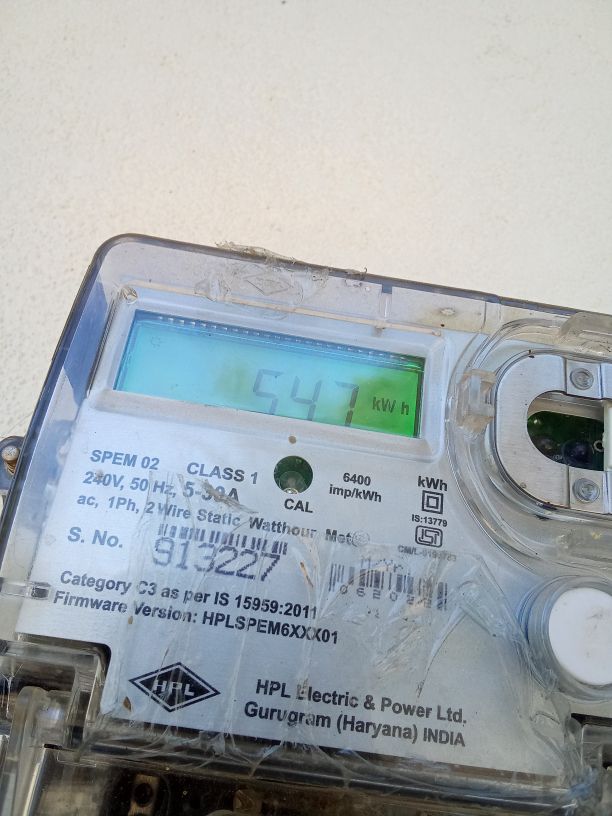 547 kWh
SPEM 02 CLASS 1
240V, 50 Hz, 5-30A
ac, 1Ph, 2 Wire Static Watthour Meter
CAL
6400
imp/kWh
kWh
IS:13779
S. No. 913227
Category C3 as per IS 15959:2011
Firmware Version: HPLSPEM6XXX01
HPL
HPL Electric & Power Ltd.
Gurugram (Haryana) INDIA